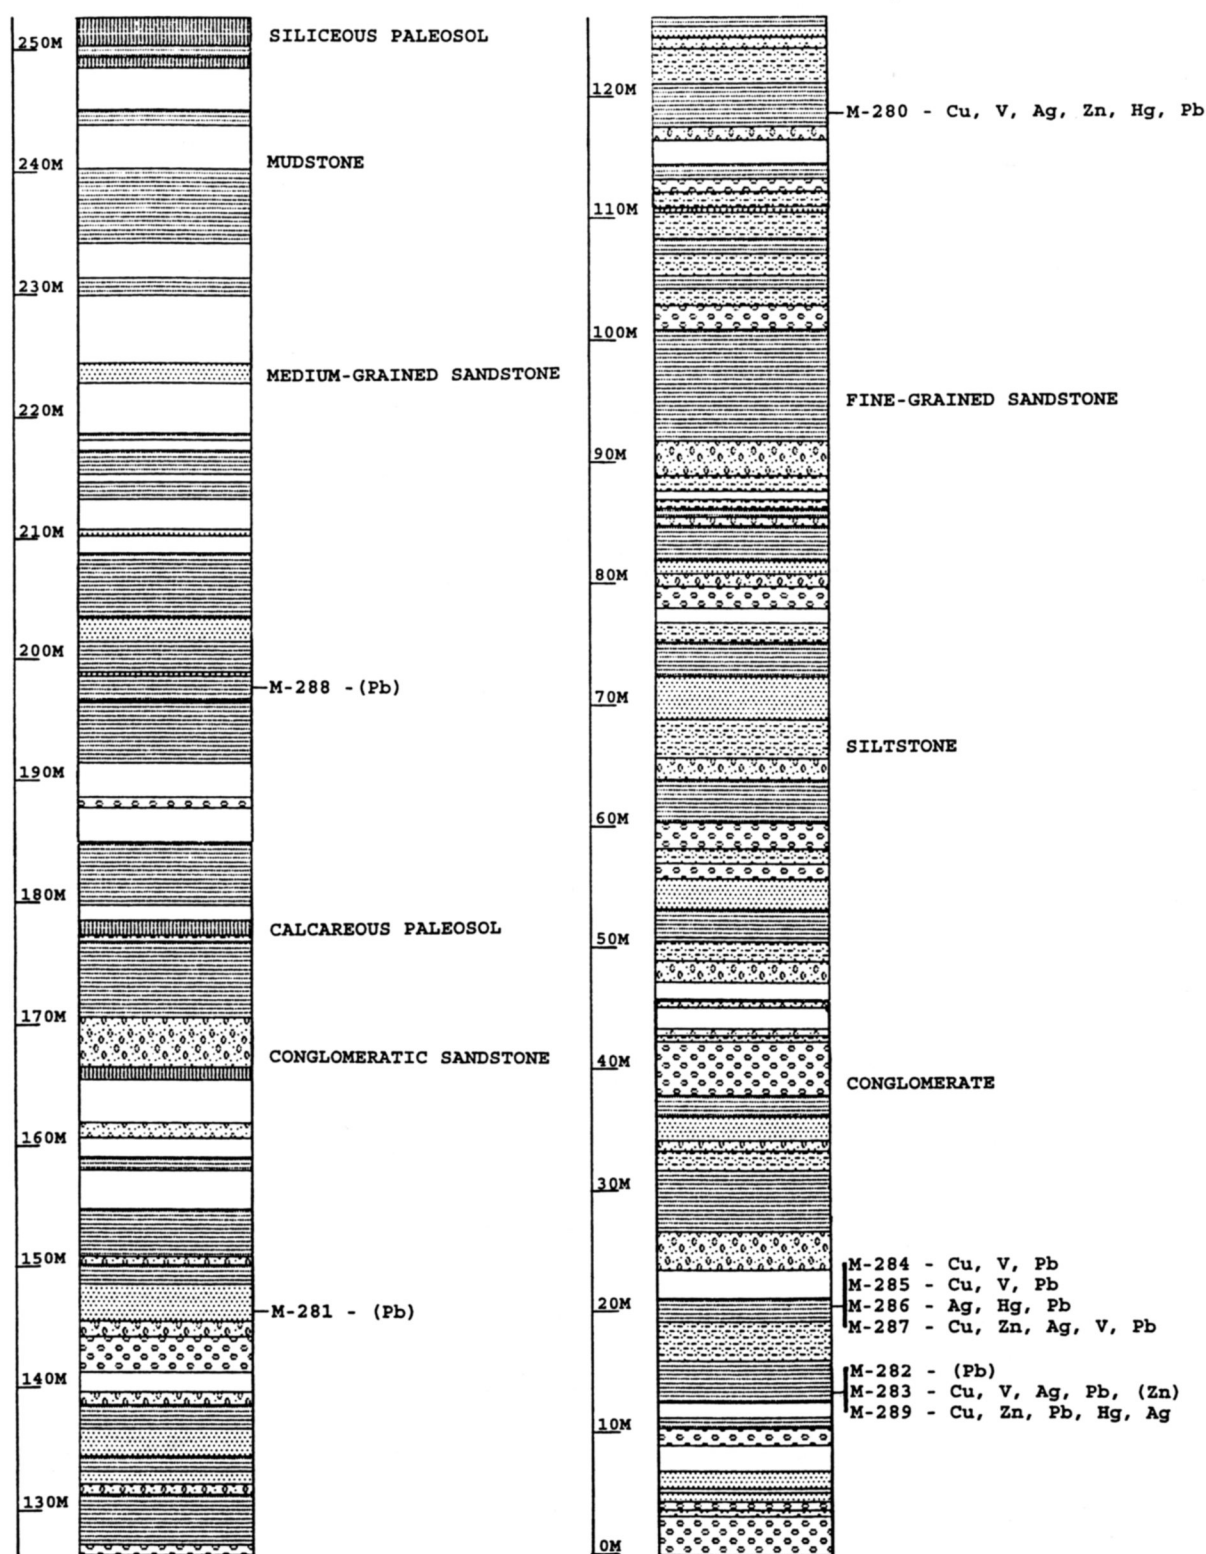 250M
SILICEOUS PALEOSOL
240M
MUDSTONE
230M
MEDIUM-GRAINED SANDSTONE
220M
210M
200M
M-288 -(Pb)
190M
180M
CALCAREOUS PALEOSOL
170M
CONGLOMERATIC SANDSTONE
160M
150M
M-281 - (Pb)
140M
130M
120M
M-280 - Cu, V, Ag, Zn, Hg, Pb
110M
100M
FINE-GRAINED SANDSTONE
90M
80M
70M
SILTSTONE
60M
50M
40M
CONGLOMERATE
30M
M-284 - Cu, V, Pb
M-285 - Cu, V, Pb
20M
M-286 - Ag, Hg, Pb
M-287 - Cu, Zn, Ag, V, Pb
M-282 - (Pb)
M-283 - Cu, V, Ag, Pb, (Zn)
M-289 - Cu, Zn, Pb, Hg, Ag
10M
0M